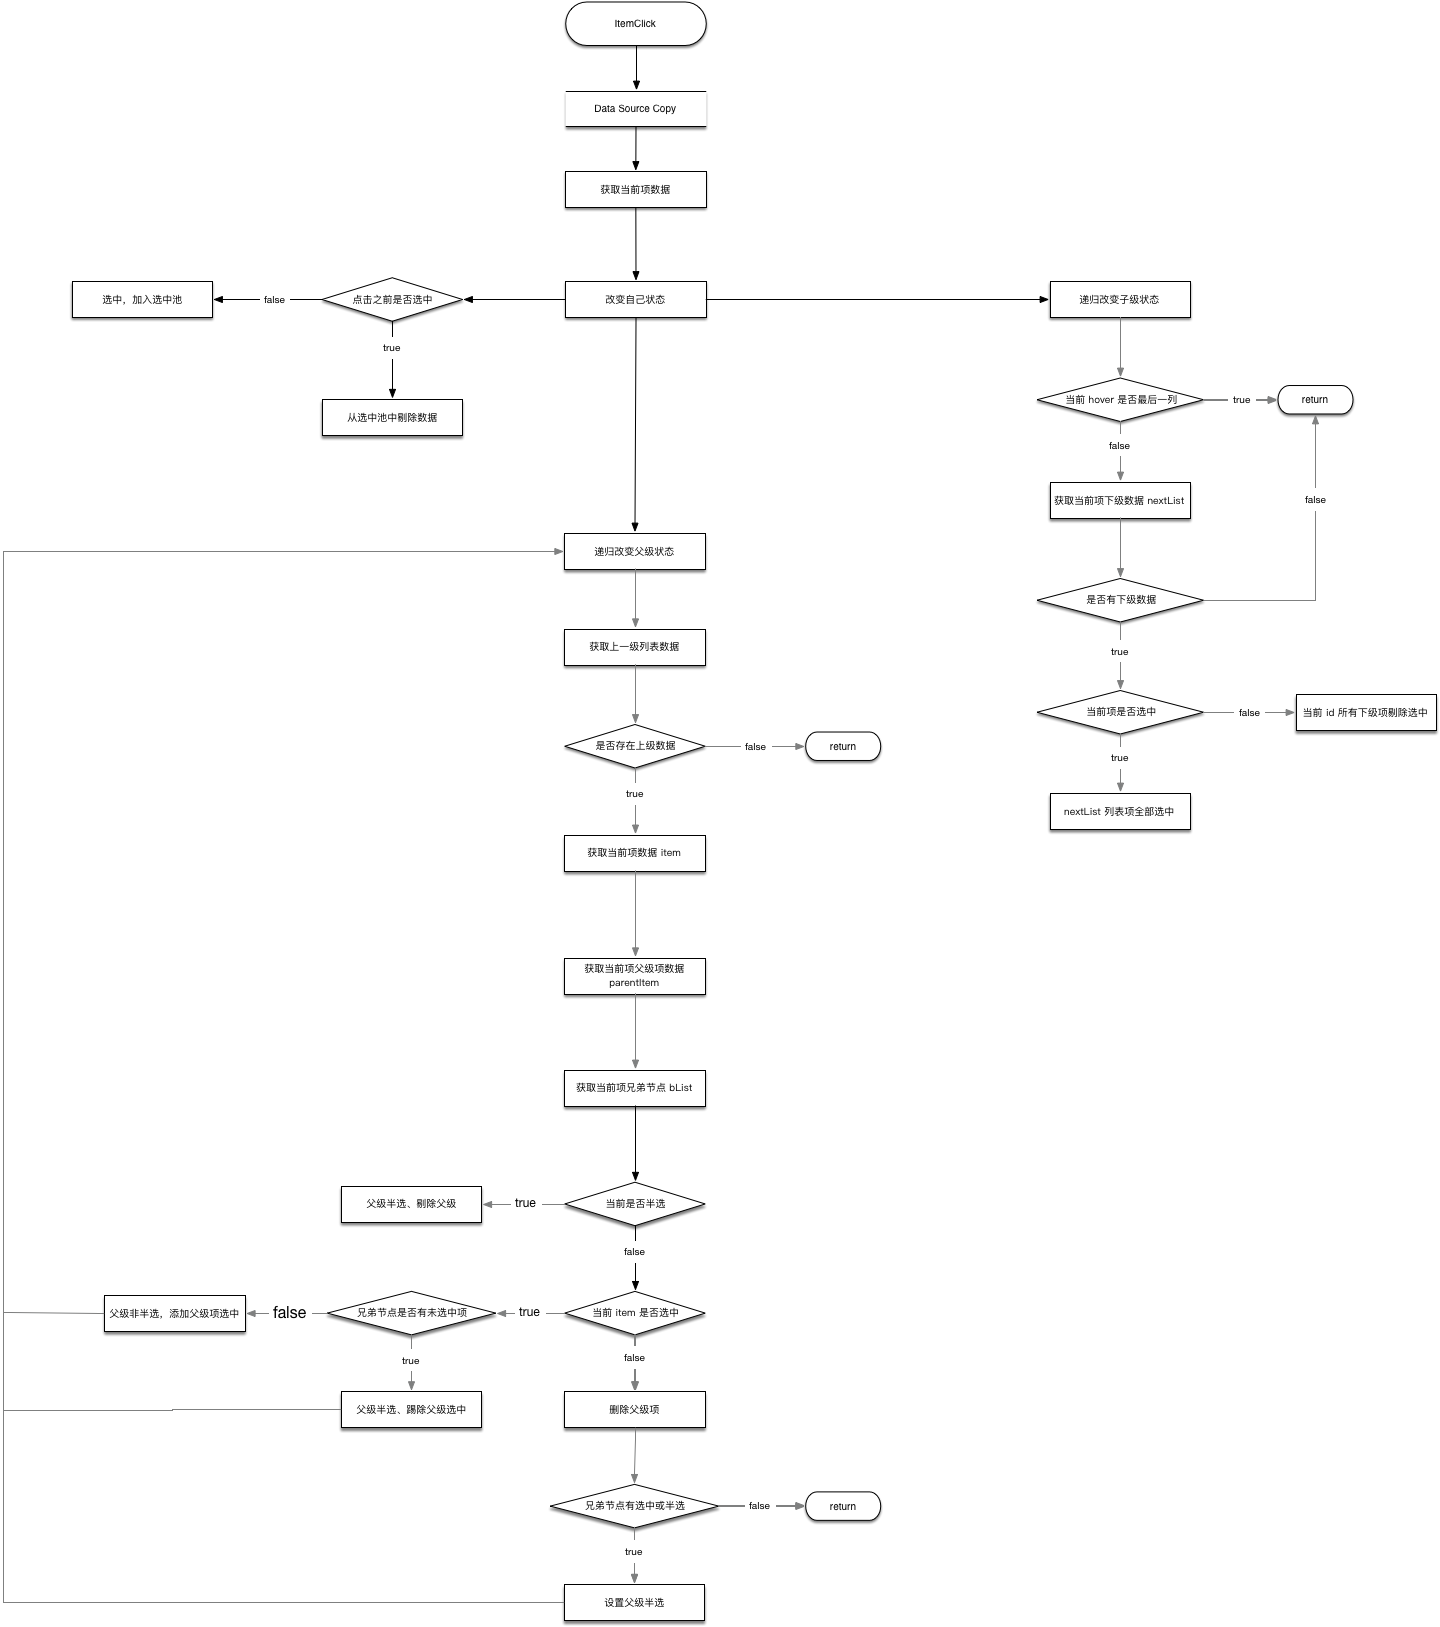 ItemClick
Data Source Copy
获取当前项数据
选中，加入选中池
false
点击之前是否选中
改变自己状态
递归改变子级状态
true
从选中池中剔除数据
当前 hover 是否最后一列
true
return
false
获取当前项下级数据 nextList
false
递归改变父级状态
是否有下级数据
获取上一级列表数据
true
当前项是否选中
false
当前 id 所有下级项剔除选中
是否存在上级数据
false
return
true
true
nextList 列表项全部选中
获取当前项数据 item
获取当前项父级项数据
parentItem
获取当前项兄弟节点 bList
父级半选、剔除父级
true
当前是否半选
false
父级非半选，添加父级项选中
false
兄弟节点是否有未选中项
true
当前 item 是否选中
true
false
父级半选、踢除父级选中
删除父级项
兄弟节点有选中或半选
false
return
true
设置父级半选